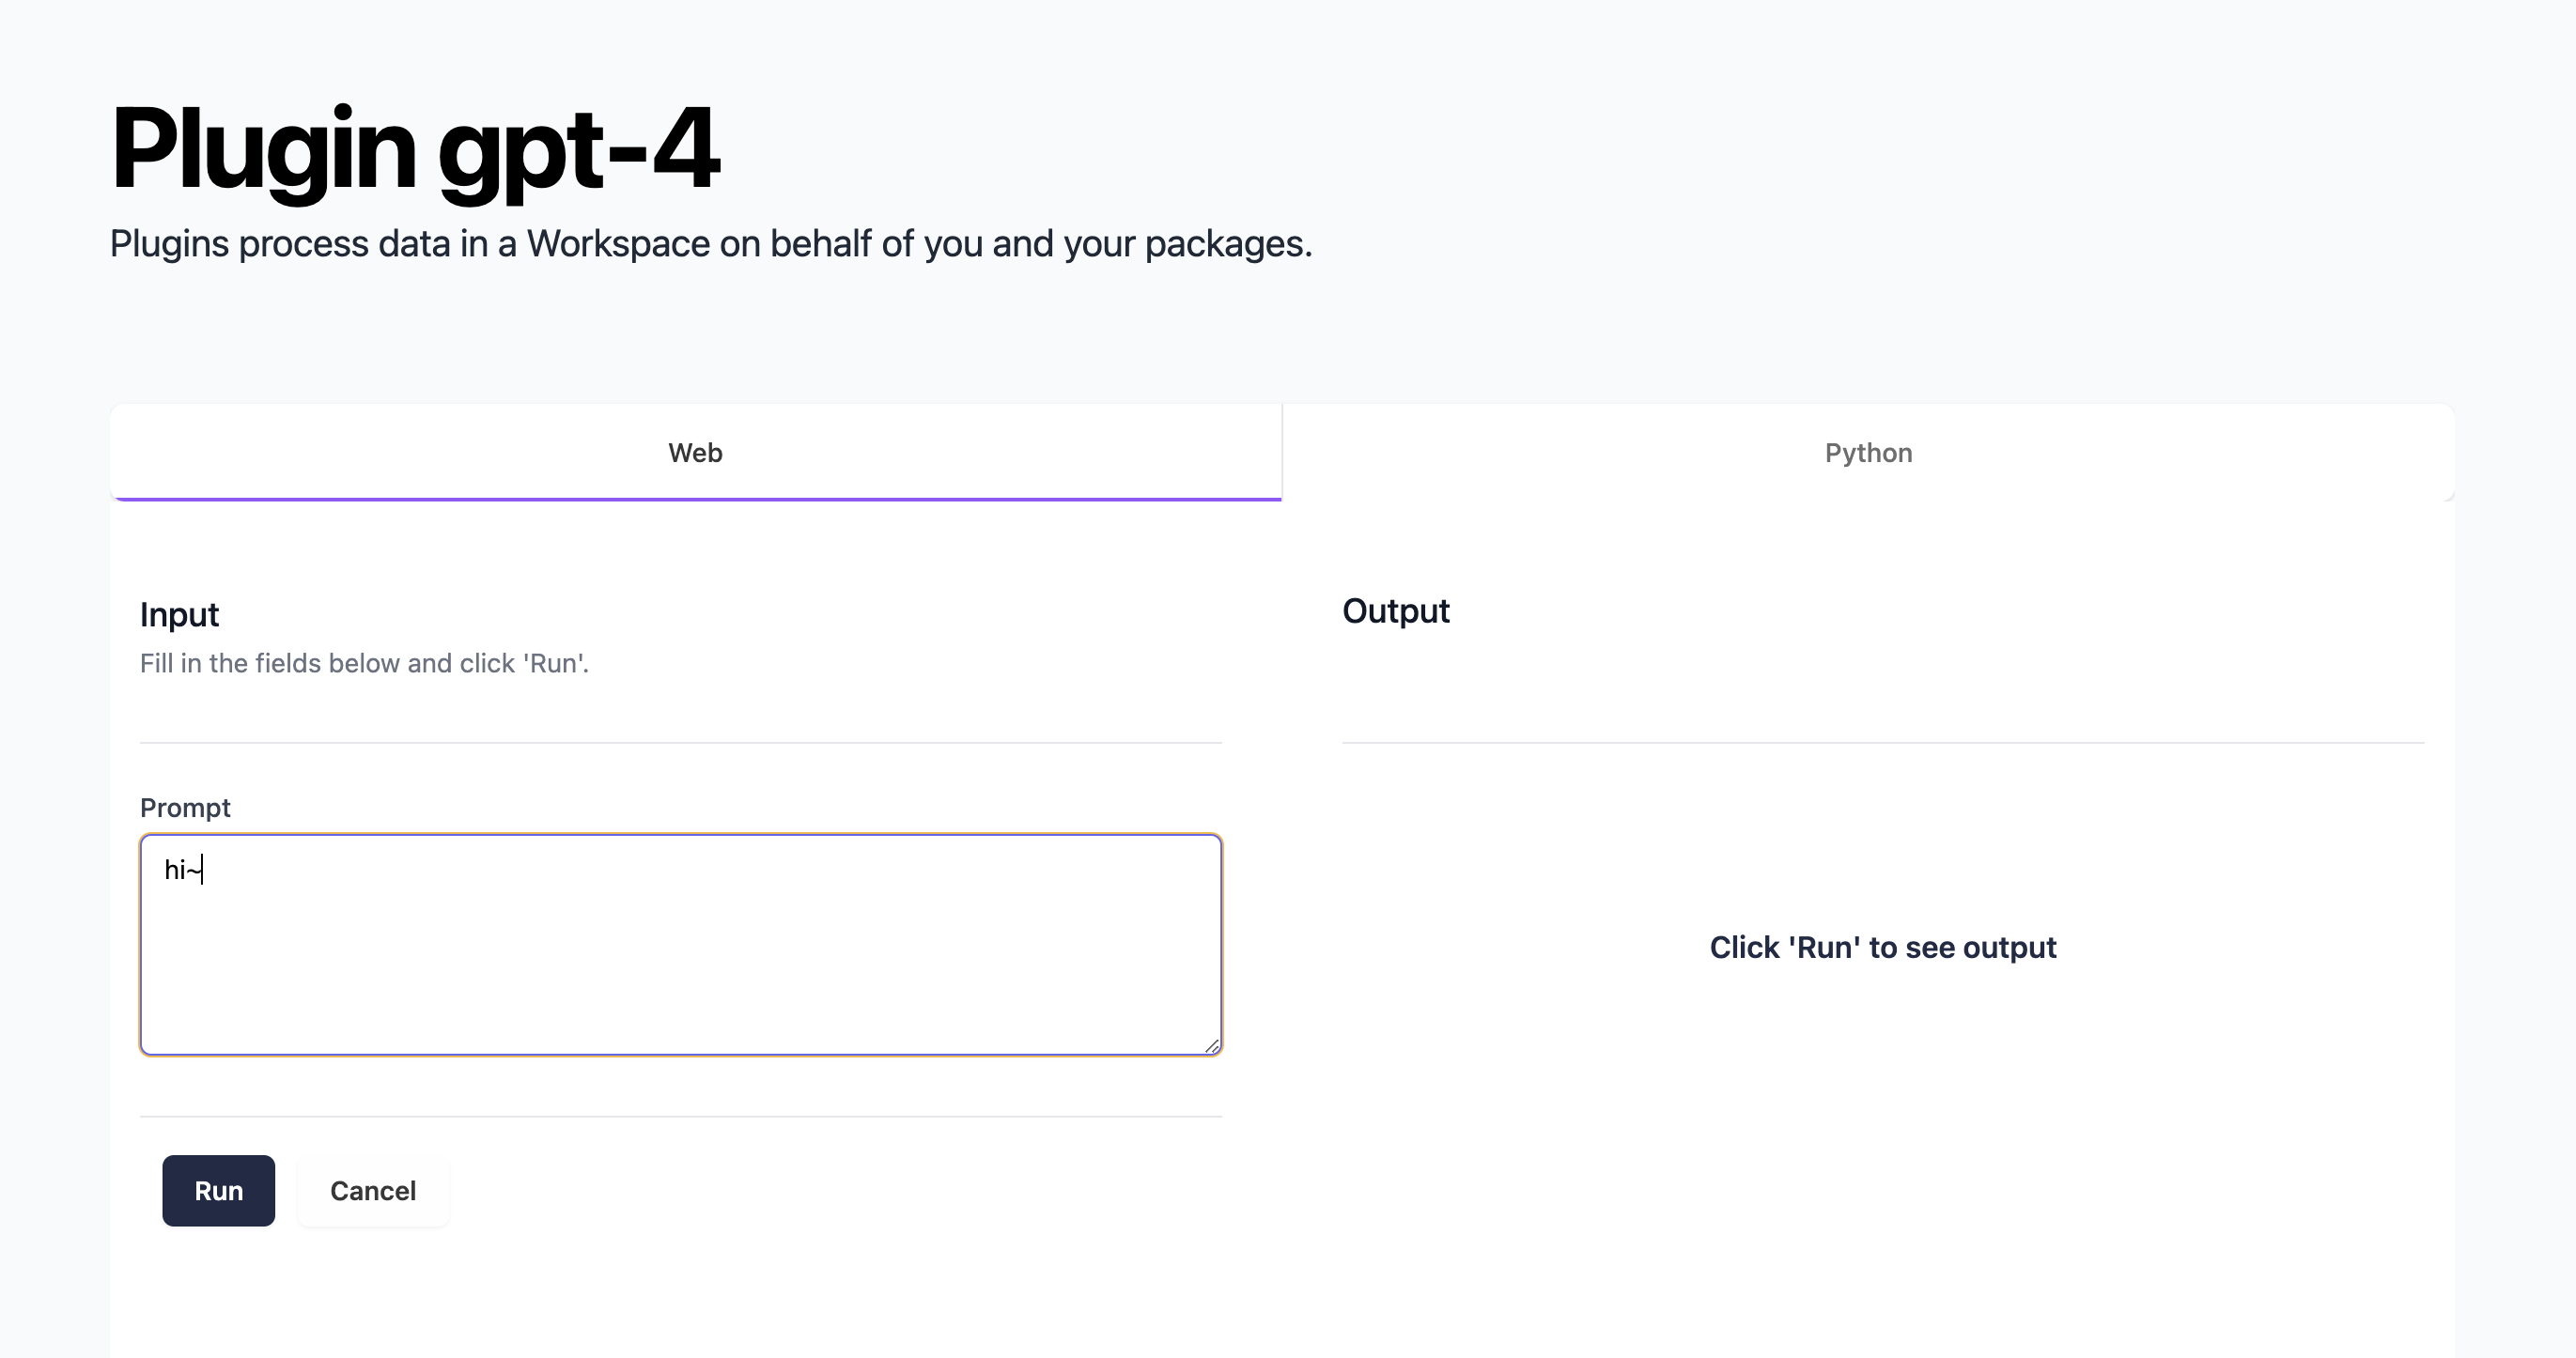 Plugin gpt-4
Plugins process data in a Workspace on behalf of you and your packages.
Web
Python
Input
Fill in the fields below and click 'Run'.
Output
Prompt
hi~
Click 'Run' to see output
Run
Cancel